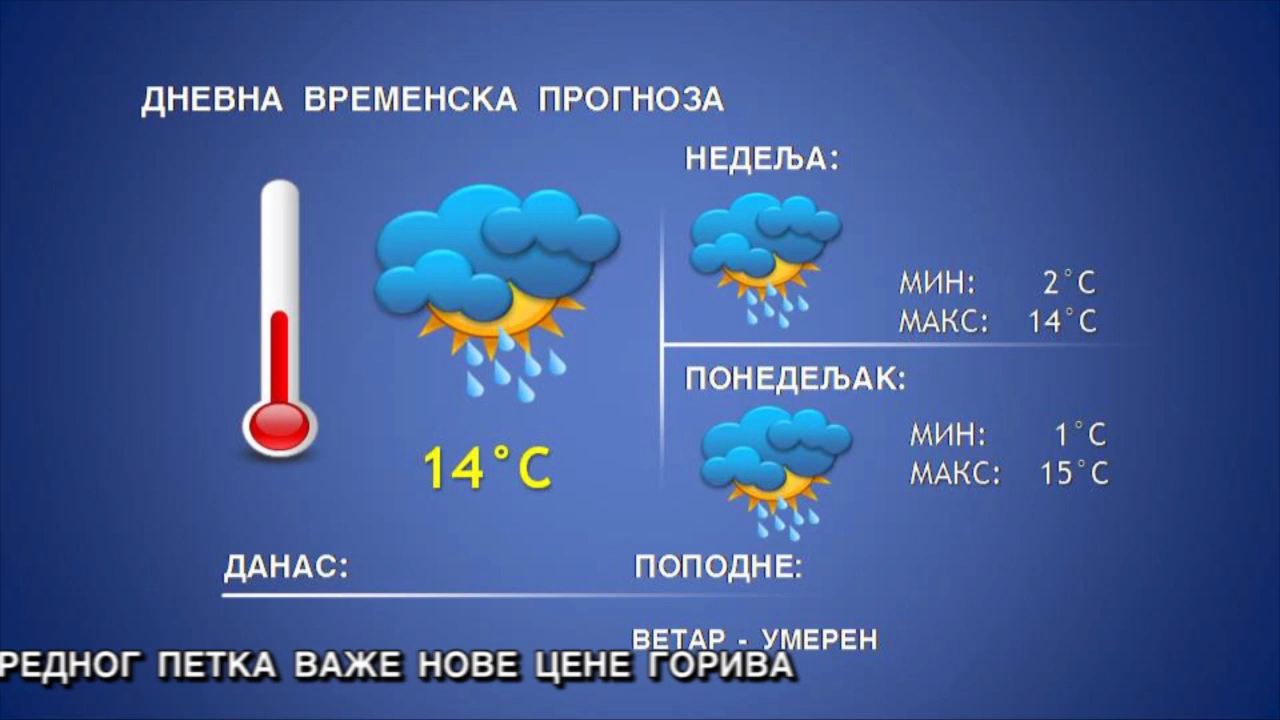 ДНЕВНА ВРЕМЕНСКА ПРОГНОЗА
14°C
НЕДЕЉА:
МИН: 2°C
МАКС: 14°C
ПОНЕДЕЉАК:
МИН: 1°C
МАКС: 15°C
ДАНАС:
ПОПОДНЕ:
ВЕТАР - УМЕРЕН
РЕДНОГ ПЕТКА ВАЖЕ НОВЕ ЦЕНЕ ГОРИВА